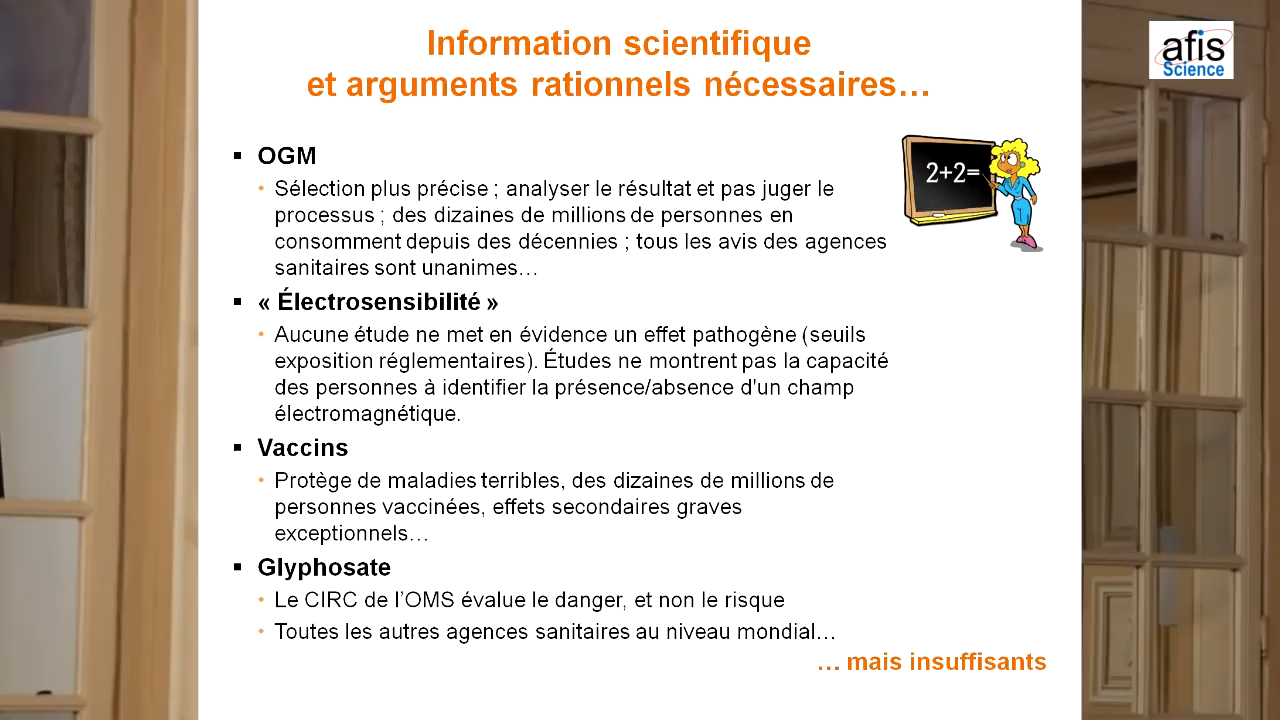 Information scientifique
et arguments rationnels nécessaires…
afis
Science
▪ OGM
• Sélection plus précise ; analyser le résultat et pas juger le
processus ; des dizaines de millions de personnes en
consomment depuis des décennies ; tous les avis des agences
sanitaires sont unanimes…
2+2=
▪ « Électrosensibilité »
• Aucune étude ne met en évidence un effet pathogène (seuils
exposition réglementaires). Études ne montrent pas la capacité
des personnes à identifier la présence/absence d'un champ
électromagnétique.
▪ Vaccins
• Protège de maladies terribles, des dizaines de millions de
personnes vaccinées, effets secondaires graves
exceptionnels…
▪ Glyphosate
• Le CIRC de l’OMS évalue le danger, et non le risque
• Toutes les autres agences sanitaires au niveau mondial…
… mais insuffisants